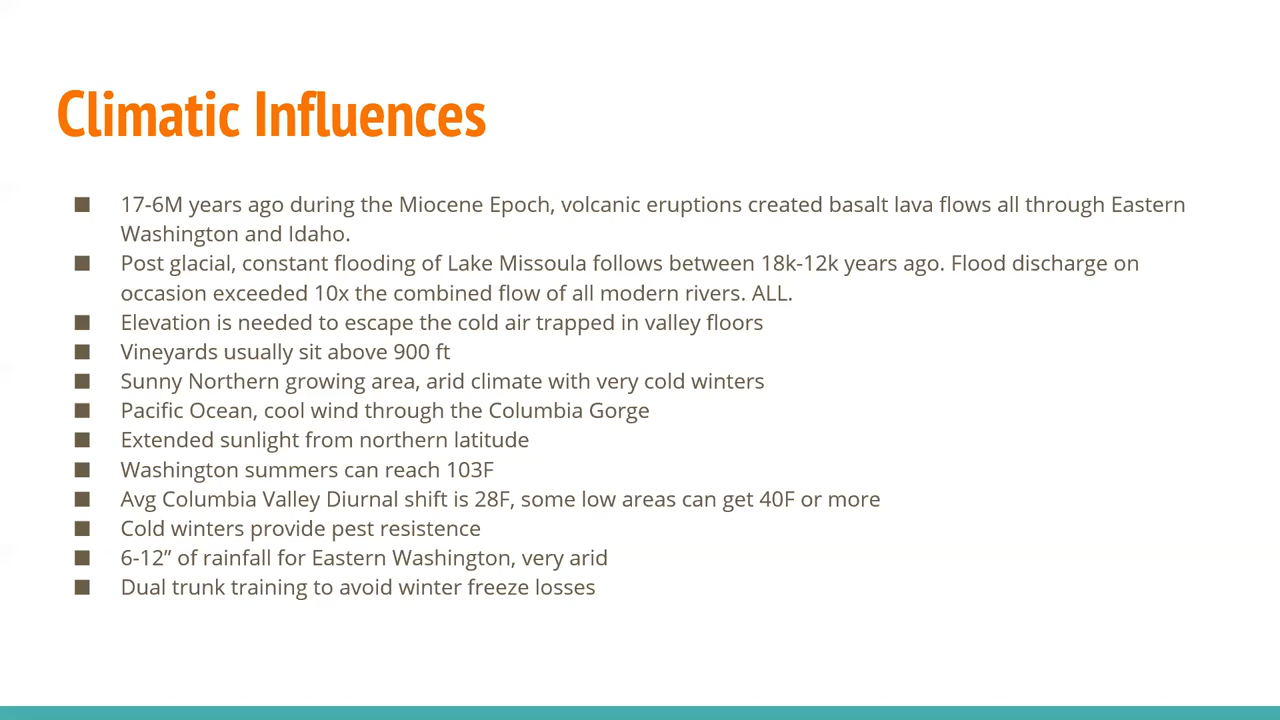 Climatic Influences
■ 17-6M years ago during the Miocene Epoch, volcanic eruptions created basalt lava flows all through Eastern
Washington and Idaho.
■ Post glacial, constant flooding of Lake Missoula follows between 18k-12k years ago. Flood discharge on
occasion exceeded 10x the combined flow of all modern rivers. ALL.
■ Elevation is needed to escape the cold air trapped in valley floors
■ Vineyards usually sit above 900 ft
■ Sunny Northern growing area, arid climate with very cold winters
■ Pacific Ocean, cool wind through the Columbia Gorge
■ Extended sunlight from northern latitude
■ Washington summers can reach 103F
■ Avg Columbia Valley Diurnal shift is 28F, some low areas can get 40F or more
■ Cold winters provide pest resistence
■ 6-12” of rainfall for Eastern Washington, very arid
■ Dual trunk training to avoid winter freeze losses